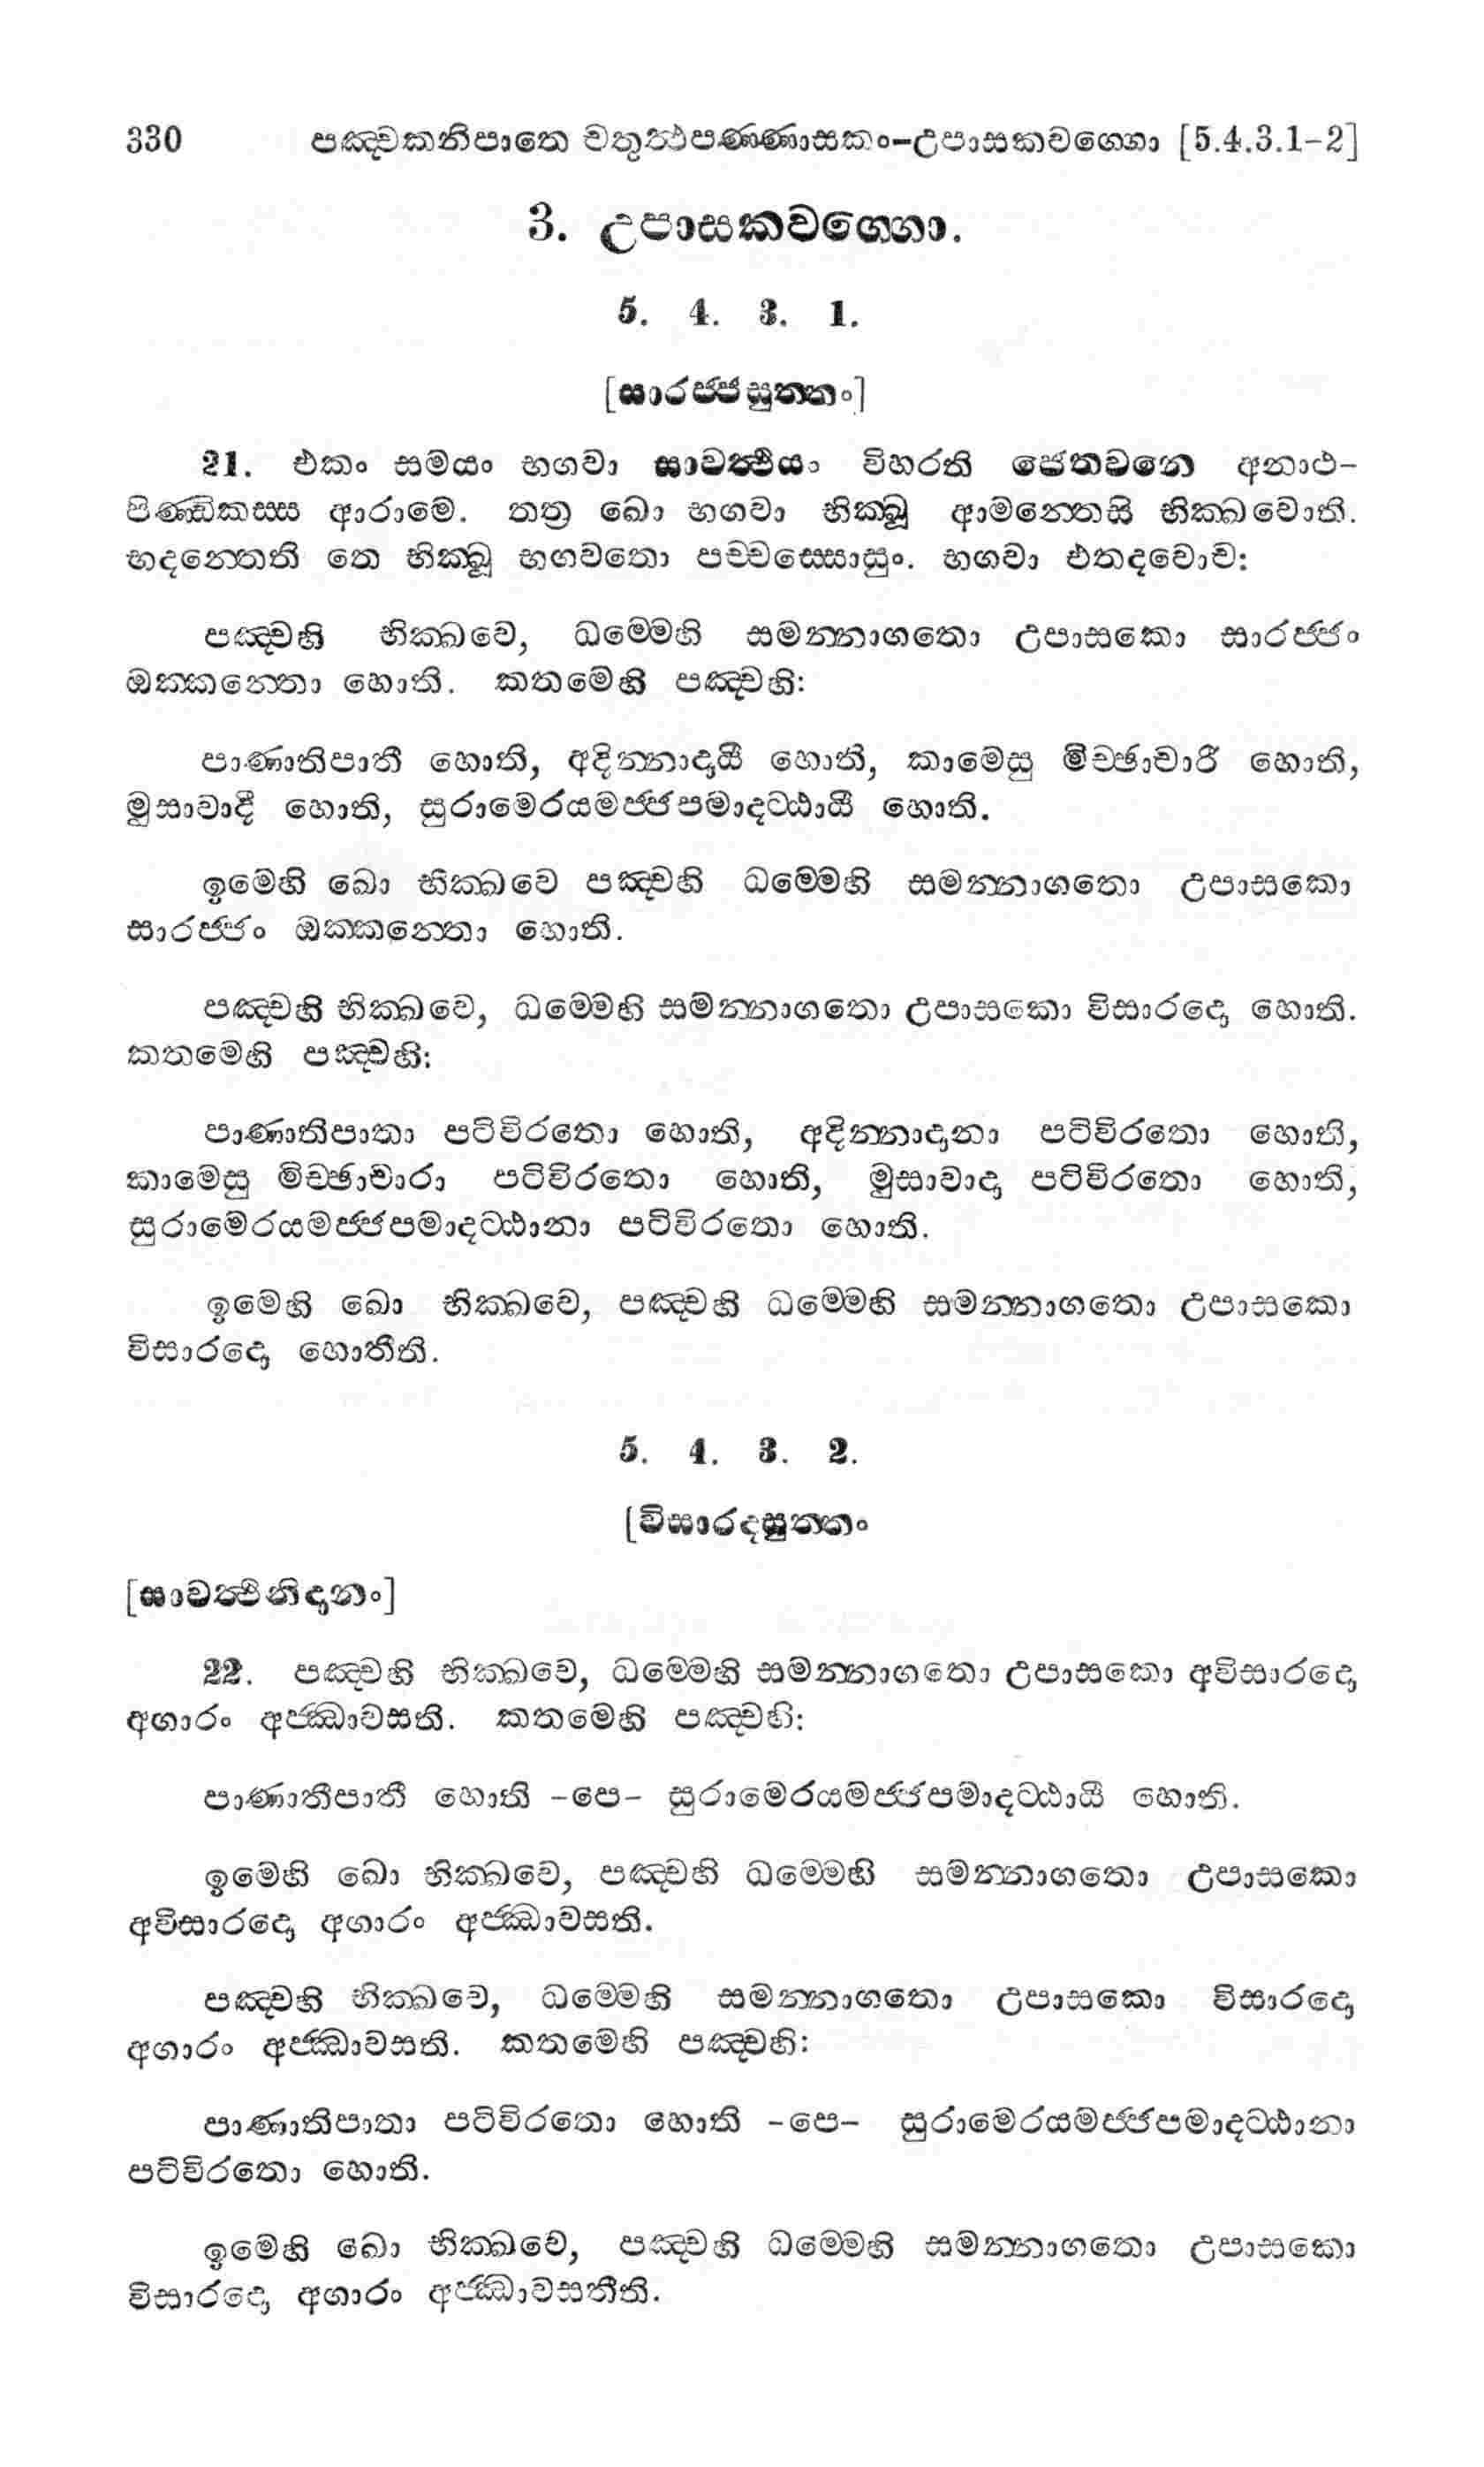 330 පඤ්චකනිපාතෙ චතුත්‍ථපණ්ණාසකං-උපාසකවග්ගො [5.4.3.1-2]
3. උපාසකවග්ගො.
5. 4. 3. 1.
[සාරජ්ජසුත්තං]
21. එකං සමයං භගවා සාවත්‍ථියං විහරති ජෙතවනෙ අනාථ-
පිණ්ඩිකස්ස ආරාමෙ. තත්‍ර ඛො භගවා භික්ඛූ ආමන්තෙසි භික්ඛවොති.
භදන්තෙති තෙ භික්ඛූ භගවතො පච්චස්සොසුං. භගවා එතදවොච:
පඤ්චහි භික්ඛවෙ, ධම්මෙහි සමන්නාගතො උපාසකො සාරජ්ජං
ඔක්කන්තො හොති. කතමෙහි පඤ්චහි:
පාණාතිපාතී හොති, අදින්නාදායී හොති, කාමෙසු මිච්ඡාචාරී හොති,
මුසාවාදී හොති, සුරාමෙරයමජ්ජපමාදට්ඨායී හොති.
ඉමෙහි ඛො භික්ඛවෙ පඤ්චහි ධම්මෙහි සමන්නාගතො උපාසකො
සාරජ්ජං ඔක්කන්තො හොති.
පඤ්චහි භික්ඛවෙ, ධම්මෙහි සමන්නාගතො උපාසකො විසාරදො හොති.
කතමෙහි පඤ්චහි:
පාණාතිපාතා පටිවිරතො හොති, අදින්නාදානා පටිවිරතො හොති,
කාමෙසු මිච්ඡාචාරා පටිවිරතො හොති, මුසාවාදා පටිවිරතො හොති,
සුරාමෙරයමජ්ජපමාදට්ඨානා පටිවිරතො හොති.
ඉමෙහි ඛො භික්ඛවෙ, පඤ්චහි ධම්මෙහි සමන්නාගතො උපාසකො
විසාරදො හොතීති.
5. 4. 3. 2.
[විසාරදසුත්තං
[සාවත්‍ථිනිදානං]
22. පඤ්චහි භික්ඛවෙ, ධම්මෙහි සමන්නාගතො උපාසකො අවිසාරදො
අගාරං අජ්ඣාවසති. කතමෙහි පඤ්චහි:
පාණාතිපාතී හොති -පෙ- සුරාමෙරයමජ්ජපමාදට්ඨායී හොති.
ඉමෙහි ඛො භික්ඛවෙ, පඤ්චහි ධම්මෙහි සමන්නාගතො උපාසකො
අවිසාරදො අගාරං අජ්ඣාවසති.
පඤ්චහි භික්ඛවෙ, ධම්මෙහි සමන්නාගතො උපාසකො විසාරදො
අගාරං අජ්ඣාවසති. කතමෙහි පඤ්චහි:
පාණාතිපාතා පටිවිරතො හොති -පෙ- සුරාමෙරයමජ්ජපමාදට්ඨානා
පටිවිරතො හොති.
ඉමෙහි ඛො භික්ඛවෙ, පඤ්චහි ධම්මෙහි සමන්නාගතො උපාසකො
විසාරදො අගාරං අජ්ඣාවසතීති.